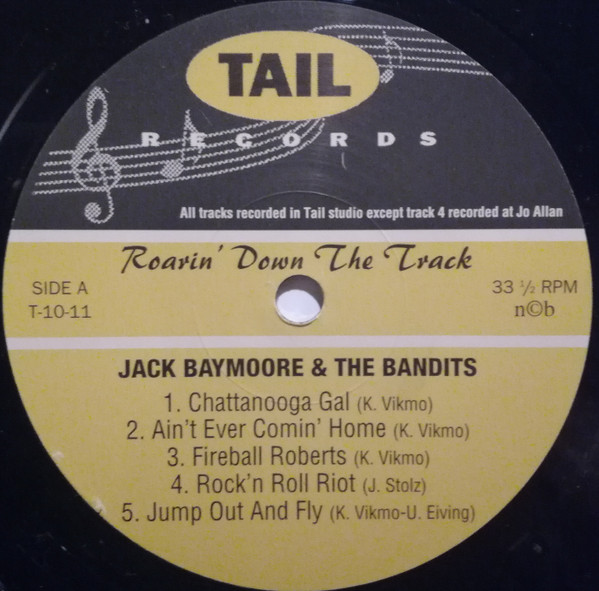 TAIL
RECORDS
All tracks recorded in Tail studio except track 4 recorded at Jo Allan
Roarin' Down The Track
SIDE A
T-10-11
33 ½ RPM
n©b
JACK BAYMOORE & THE BANDITS
1. Chattanooga Gal (K. Vikmo)
2. Ain't Ever Comin' Home (K. Vikmo)
3. Fireball Roberts (K. Vikmo)
4. Rock'n Roll Riot (J. Stolz)
5. Jump Out And Fly (K. Vikmo-U. Eiving)